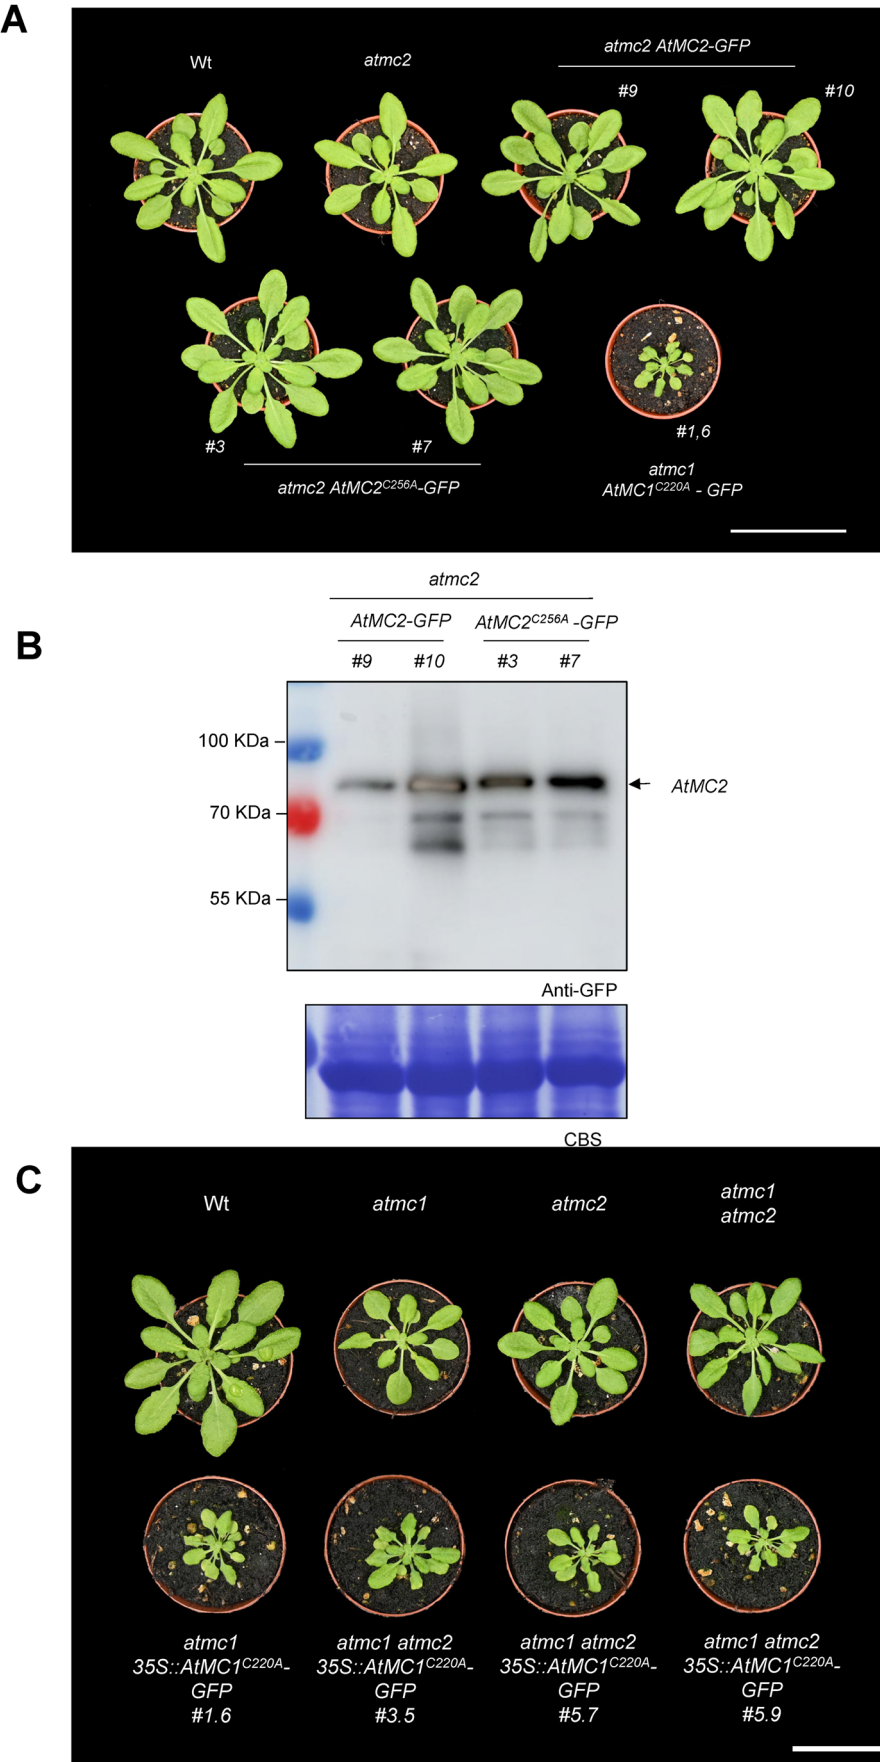 A
Wt
atmc2
atmc2 AtMC2-GFP
#9
#10
#3
#7
#1,6
atmc2 AtMC2C256A-GFP
atmc1
AtMC1C220A - GFP
atmc2
B
AtMC2-GFP
AtMC2C256A -GFP
#9
#10
#3
#7
100 KDa
AtMC2
70 KDa
55 KDa
Anti-GFP
CBS
C
Wt
atmc1
atmc2
atmc1
atmc2
atmc1
35S::AtMC1C220A-
GFP
#1.6
atmc1 atmc2
35S::AtMC1C220A-
GFP
#3.5
atmc1 atmc2
35S::AtMC1C220A-
GFP
#5.7
atmc1 atmc2
35S::AtMC1C220A-
GFP
#5.9